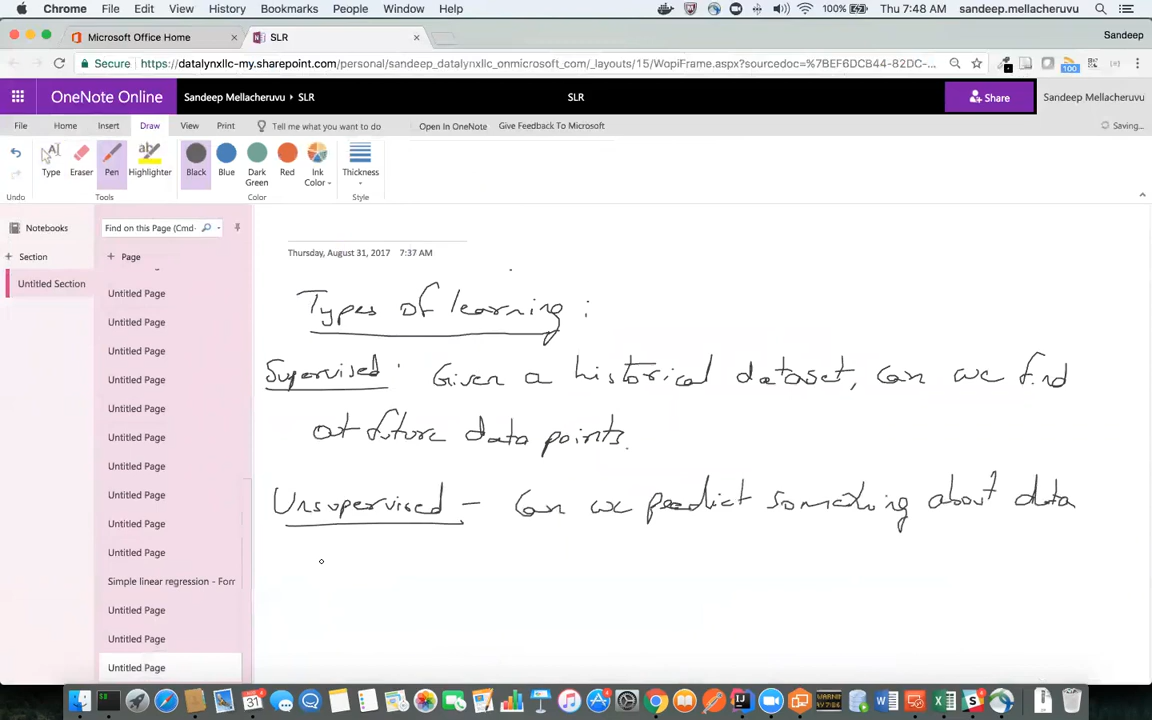 Chrome File Edit View History Bookmarks People Window Help 100% Thu 7:48 AM sandeep.mellacheruvu
Microsoft Office Home × SLR × Sandeep
Secure https://datalynxllc-my.sharepoint.com/personal/sandeep_datalynxllc_onmicrosoft_com/_layouts/15/WopiFrame.aspx?sourcedoc=%7BEF6DCB44-82DC-... 100
OneNote Online Sandeep Mellacheruvu › SLR SLR Share Sandeep Mellacheruvu
File Home Insert Draw View Print Tell me what you want to do Open In OneNote Give Feedback To Microsoft Saving...
Type Eraser Pen Highlighter Black Blue Dark Green Red Ink Color Thickness
Undo Tools Color Style
Notebooks Find on this Page (Cmd
+ Section + Page
Untitled Section
Untitled Page
Untitled Page
Untitled Page
Untitled Page
Untitled Page
Untitled Page
Untitled Page
Untitled Page
Untitled Page
Untitled Page
Simple linear regression - Forr
Untitled Page
Untitled Page
Untitled Page
Thursday, August 31, 2017 7:37 AM
Types of learning :
Supervised : Given a historical dataset, can we find
out future data points.
Unsupervised - Can we predict something about data
31